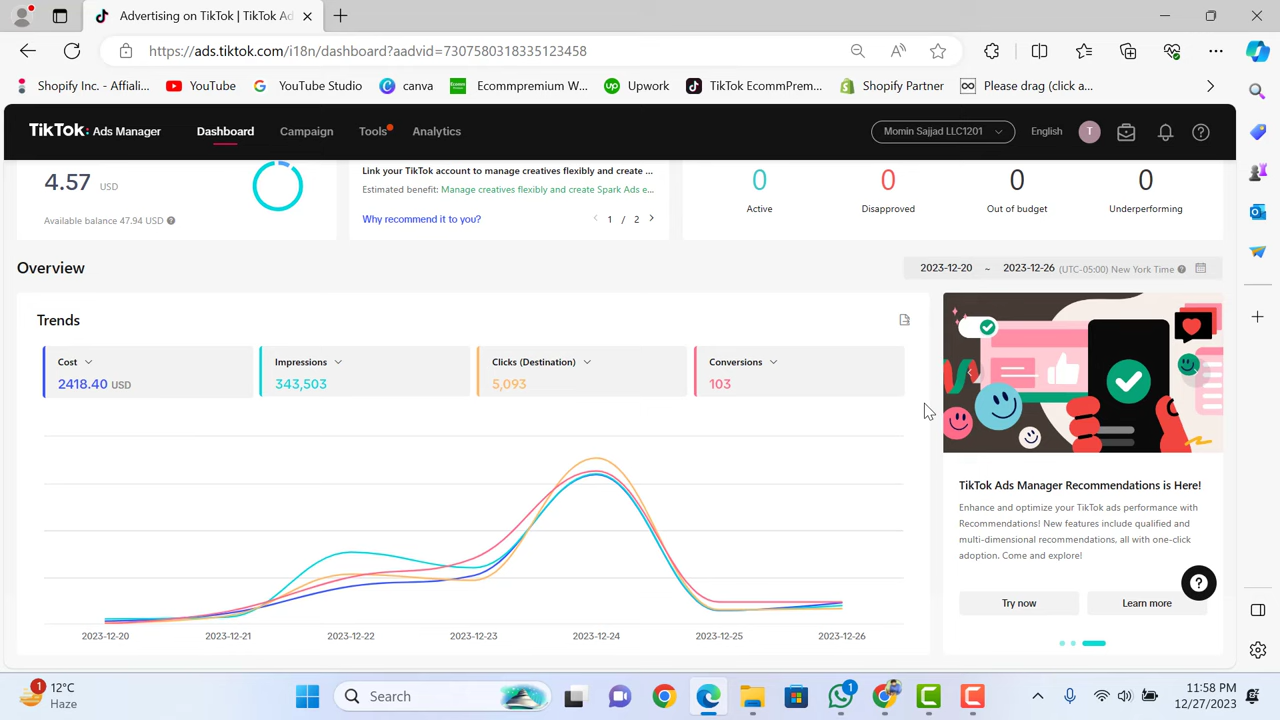 Advertising on TikTok | TikTok Ad
https://ads.tiktok.com/i18n/dashboard?aadvid=7307580318335123458
Shopify Inc. - Affiliali... YouTube YouTube Studio canva Ecommpremium W... Upwork TikTok EcommPrem... Shopify Partner Please drag (click a...
TikTok: Ads Manager Dashboard Campaign Tools Analytics Momin Sajjad LLC1201 English T
4.57 USD
Available balance 47.94 USD
Link your TikTok account to manage creatives flexibly and create ...
Estimated benefit: Manage creatives flexibly and create Spark Ads e...
Why recommend it to you? 1 / 2
0 0 0 0
Active Disapproved Out of budget Underperforming
Overview 2023-12-20 ~ 2023-12-26 (UTC-05:00) New York Time
Trends
Cost Impressions Clicks (Destination) Conversions
2418.40 USD 343,503 5,093 103
2023-12-20 2023-12-21 2023-12-22 2023-12-23 2023-12-24 2023-12-25 2023-12-26
TikTok Ads Manager Recommendations is Here!
Enhance and optimize your TikTok ads performance with
Recommendations! New features include qualified and
multi-dimensional recommendations, all with one-click
adoption. Come and explore!
Try now Learn more
1 12°C
Haze
Search
1
11:58 PM
12/27/2023